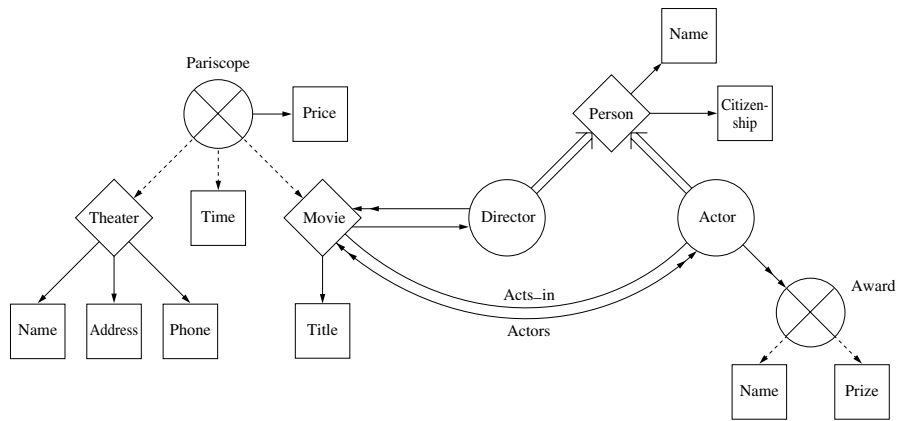 Name
Pariscope
Price
Person
Citizen-
ship
Theater
Time
Movie
Director
Actor
Acts_in
Award
Name
Address
Phone
Title
Actors
Name
Prize